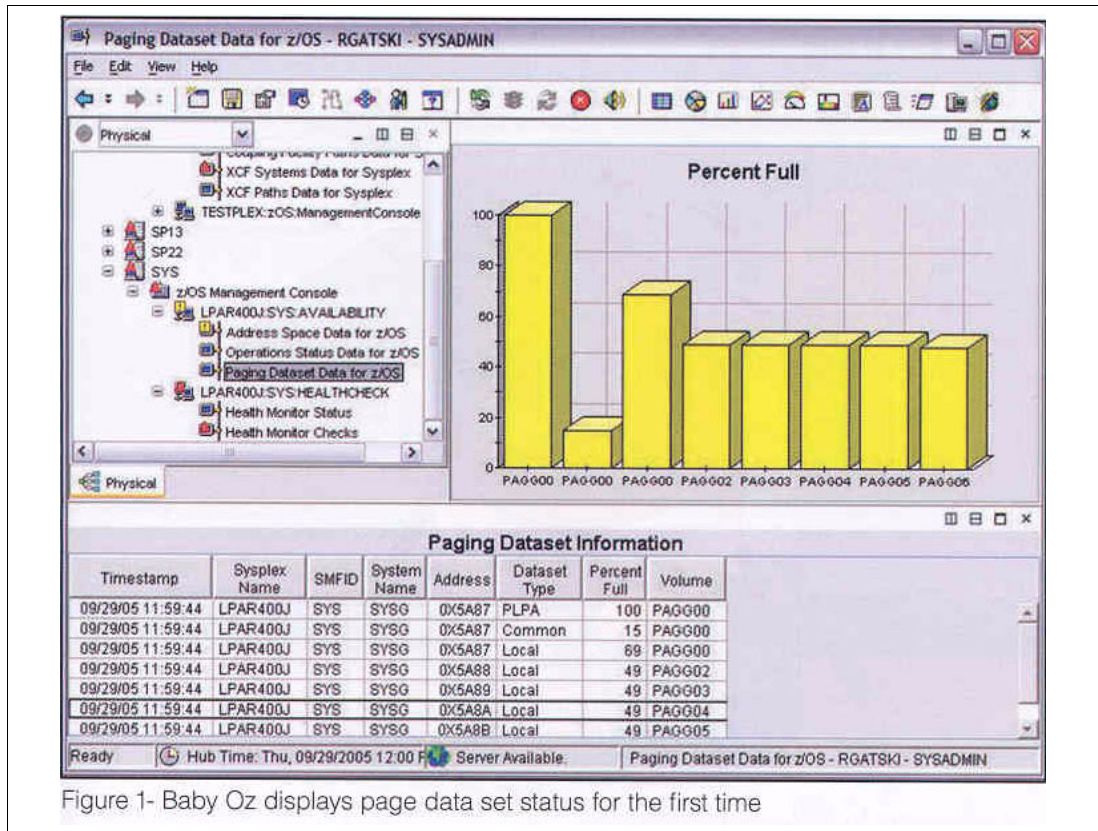 Paging Dataset Data for z/OS - RGATSKI - SYSADMIN
File Edit View Help
Physical
XCF Systems Data for Sysplex
XCF Paths Data for Sysplex
TESTPLEX:zOS:ManagementConsole
SP13
SP22
SYS
z/OS Management Console
LPAR400J:SYS:AVAILABILITY
Address Space Data for z/OS
Operations Status Data for z/OS
Paging Dataset Data for z/OS
LPAR400J:SYS:HEALTHCHECK
Health Monitor Status
Health Monitor Checks
Physical
Percent Full
100
80
60
40
20
0
PAGG00 PAGG00 PAGG00 PAGG02 PAGG03 PAGG04 PAGG05 PAGG06
Paging Dataset Information
Timestamp Sysplex Name SMFID System Name Address Dataset Type Percent Full Volume
09/29/05 11:59:44 LPAR400J SYS SYSG 0X5A87 PLPA 100 PAGG00
09/29/05 11:59:44 LPAR400J SYS SYSG 0X5A87 Common 15 PAGG00
09/29/05 11:59:44 LPAR400J SYS SYSG 0X5A87 Local 69 PAGG00
09/29/05 11:59:44 LPAR400J SYS SYSG 0X5A88 Local 49 PAGG02
09/29/05 11:59:44 LPAR400J SYS SYSG 0X5A89 Local 49 PAGG03
09/29/05 11:59:44 LPAR400J SYS SYSG 0X5A8A Local 49 PAGG04
09/29/05 11:59:44 LPAR400J SYS SYSG 0X5A8B Local 49 PAGG05
Ready Hub Time: Thu, 09/29/2005 12:00 Server Available. Paging Dataset Data for z/OS - RGATSKI - SYSADMIN
Figure 1- Baby Oz displays page data set status for the first time